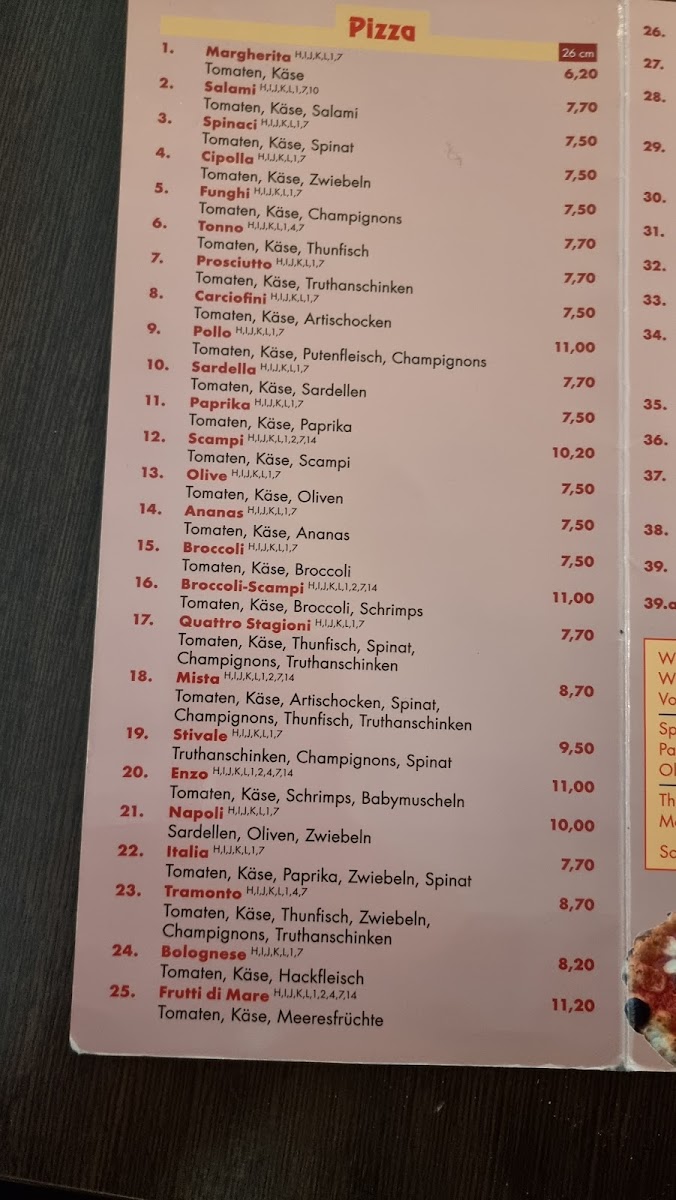 Pizza
26 cm
1. Margherita H,I,J,K,L,1,7 6,20
Tomaten, Käse
2. Salami H,I,J,K,L,1,7,10 7,70
Tomaten, Käse, Salami
3. Spinaci H,I,J,K,L,1,7 7,50
Tomaten, Käse, Spinat
4. Cipolla H,I,J,K,L,1,7 7,50
Tomaten, Käse, Zwiebeln
5. Funghi H,I,J,K,L,1,7 7,50
Tomaten, Käse, Champignons
6. Tonno H,I,J,K,L,1,4,7 7,70
Tomaten, Käse, Thunfisch
7. Prosciutto H,I,J,K,L,1,7 7,70
Tomaten, Käse, Truthanschinken
8. Carciofini H,I,J,K,L,1,7 7,50
Tomaten, Käse, Artischocken
9. Pollo H,I,J,K,L,1,7 11,00
Tomaten, Käse, Putenfleisch, Champignons
10. Sardella H,I,J,K,L,1,7 7,70
Tomaten, Käse, Sardellen
11. Paprika H,I,J,K,L,1,7 7,50
Tomaten, Käse, Paprika
12. Scampi H,I,J,K,L,1,2,7,14 10,20
Tomaten, Käse, Scampi
13. Olive H,I,J,K,L,1,7 7,50
Tomaten, Käse, Oliven
14. Ananas H,I,J,K,L,1,7 7,50
Tomaten, Käse, Ananas
15. Broccoli H,I,J,K,L,1,7 7,50
Tomaten, Käse, Broccoli
16. Broccoli-Scampi H,I,J,K,L,1,2,7,14 11,00
Tomaten, Käse, Broccoli, Schrimps
17. Quattro Stagioni H,I,J,K,L,1,7 7,70
Tomaten, Käse, Thunfisch, Spinat,
Champignons, Truthanschinken
18. Mista H,I,J,K,L,1,2,7,14 8,70
Tomaten, Käse, Artischocken, Spinat,
Champignons, Thunfisch, Truthanschinken
19. Stivale H,I,J,K,L,1,7 9,50
Truthanschinken, Champignons, Spinat
20. Enzo H,I,J,K,L,1,2,4,7,14 11,00
Tomaten, Käse, Schrimps, Babymuscheln
21. Napoli H,I,J,K,L,1,7 10,00
Sardellen, Oliven, Zwiebeln
22. Italia H,I,J,K,L,1,7 7,70
Tomaten, Käse, Paprika, Zwiebeln, Spinat
23. Tramonto H,I,J,K,L,1,4,7 8,70
Tomaten, Käse, Thunfisch, Zwiebeln,
Champignons, Truthanschinken
24. Bolognese H,I,J,K,L,1,7 8,20
Tomaten, Käse, Hackfleisch
25. Frutti di Mare H,I,J,K,L,1,2,4,7,14 11,20
Tomaten, Käse, Meeresfrüchte
26.
27.
28.
29.
30.
31.
32.
33.
34.
35.
36.
37.
38.
39.
39.a